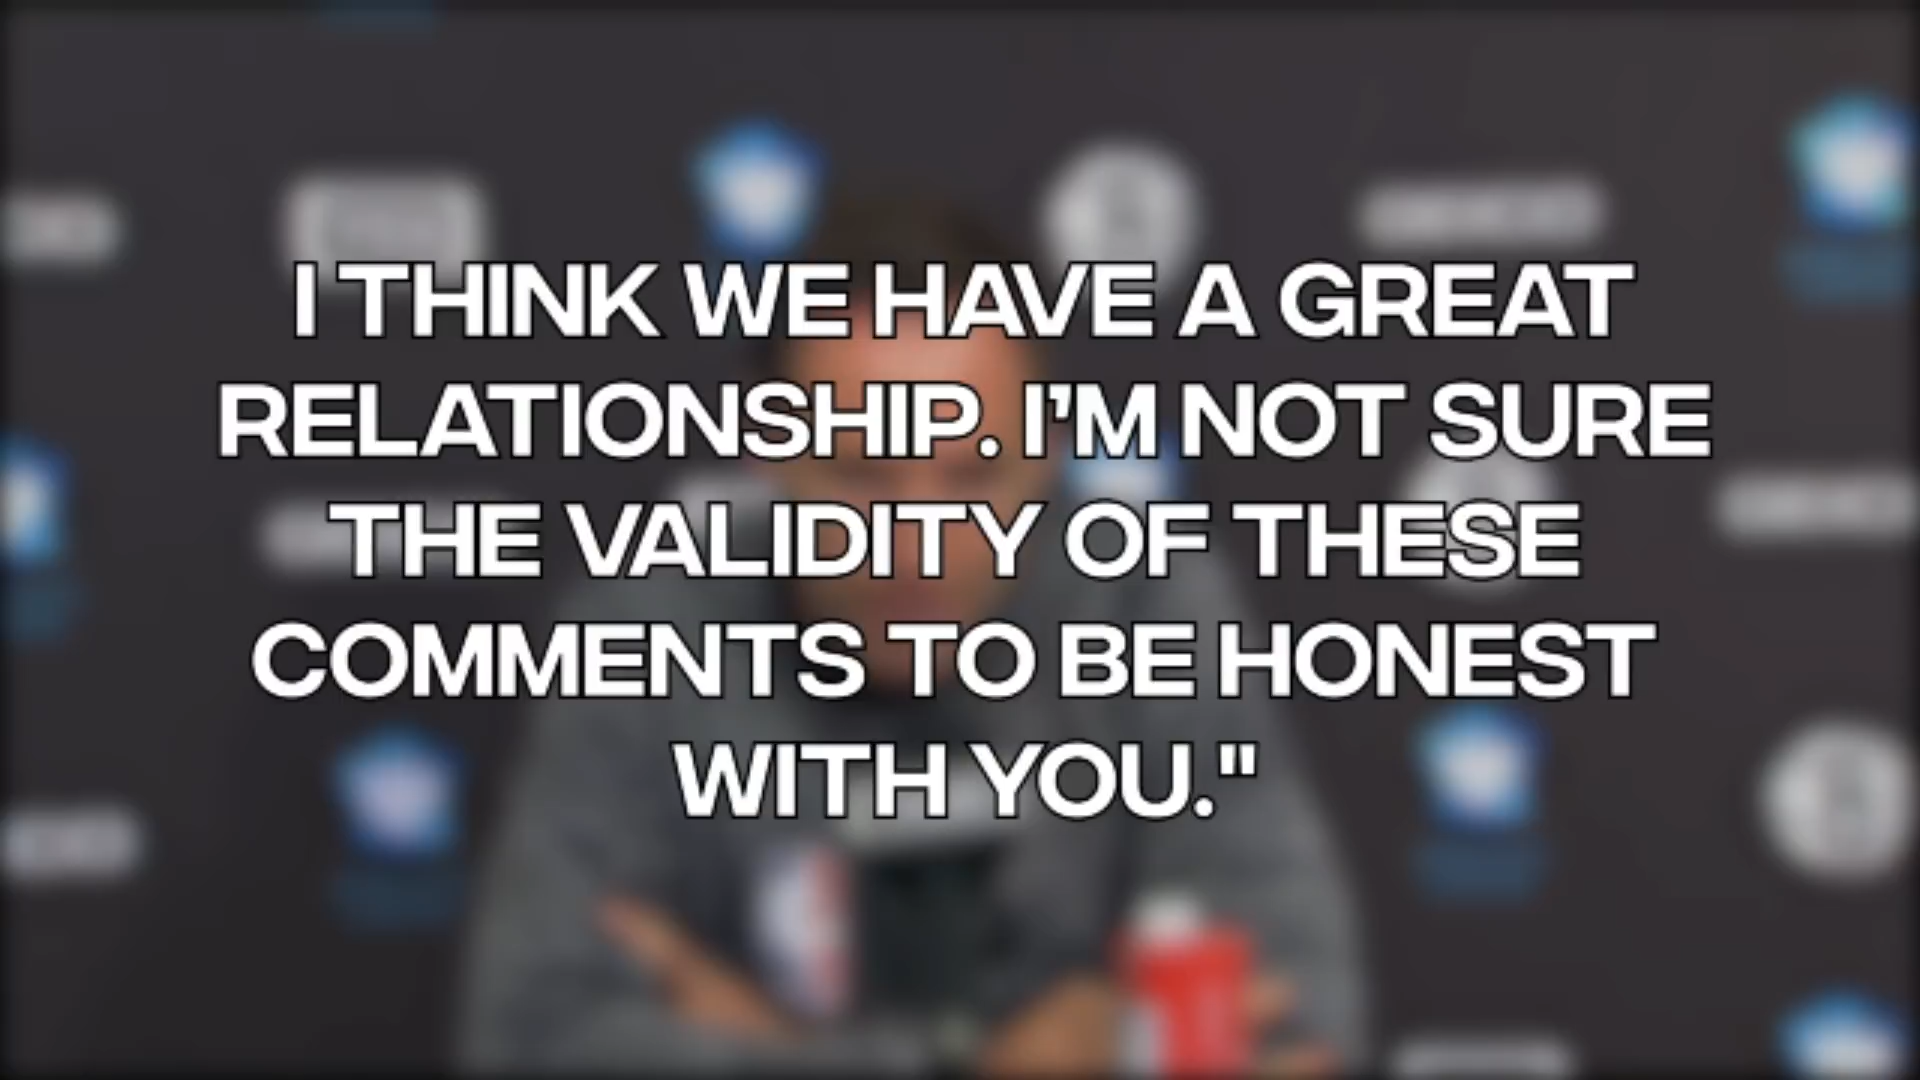 I THINK WE HAVE A GREAT
RELATIONSHIP. I'M NOT SURE
THE VALIDITY OF THESE
COMMENTS TO BE HONEST
WITH YOU."